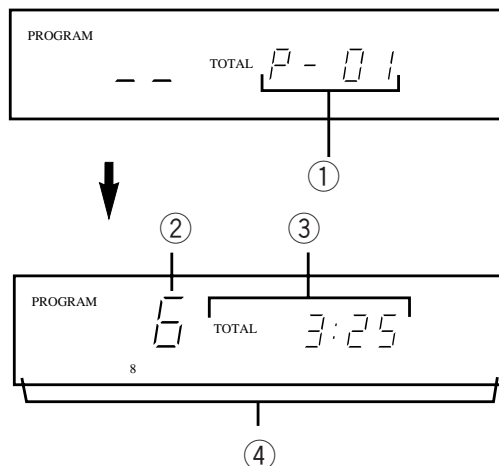 PROGRAM
-- TOTAL P-01
①
② ③
PROGRAM 6 TOTAL 3:25
8
④